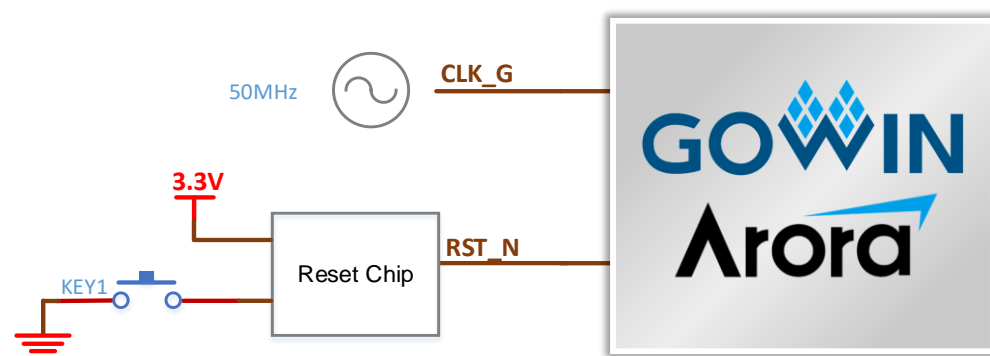 CLK_G
50MHz
GOWIN
3.3V
Arora
RST_N
Reset Chip
KEY1